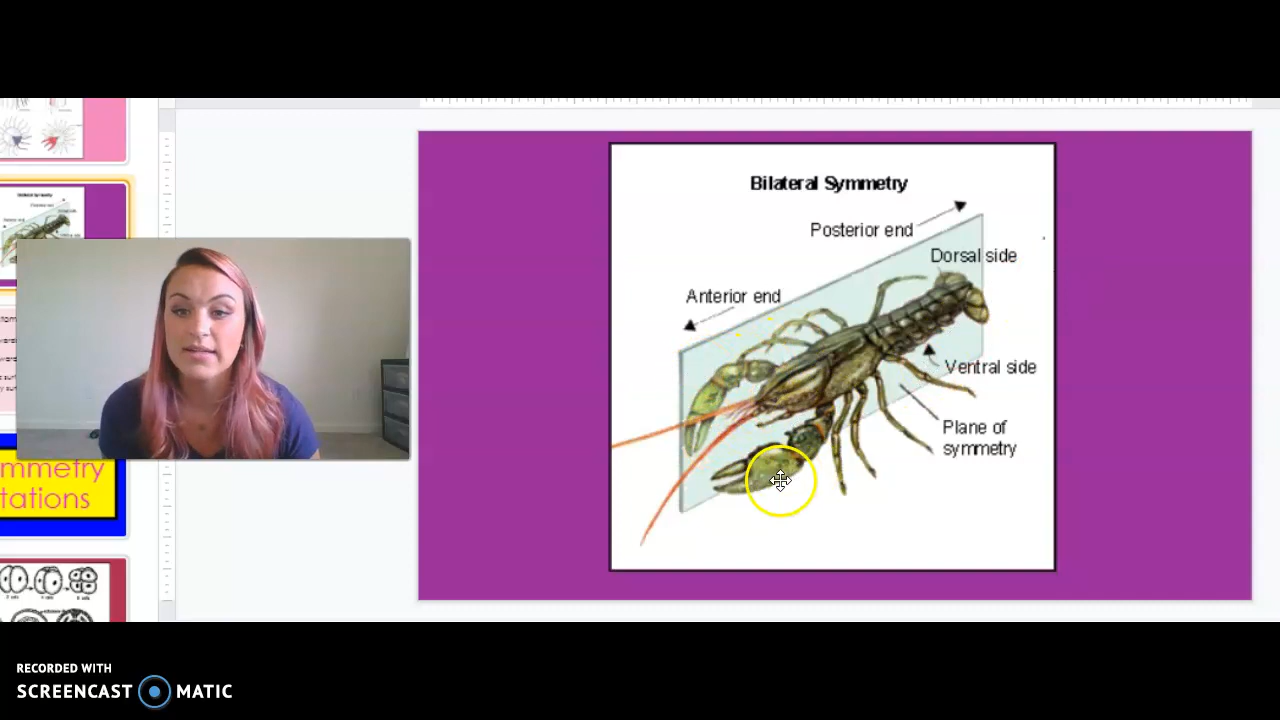 Bilateral Symmetry
Posterior end
Dorsal side
Anterior end
Ventral side
Plane of
symmetry
mmetry
tations
RECORDED WITH
SCREENCAST MATIC